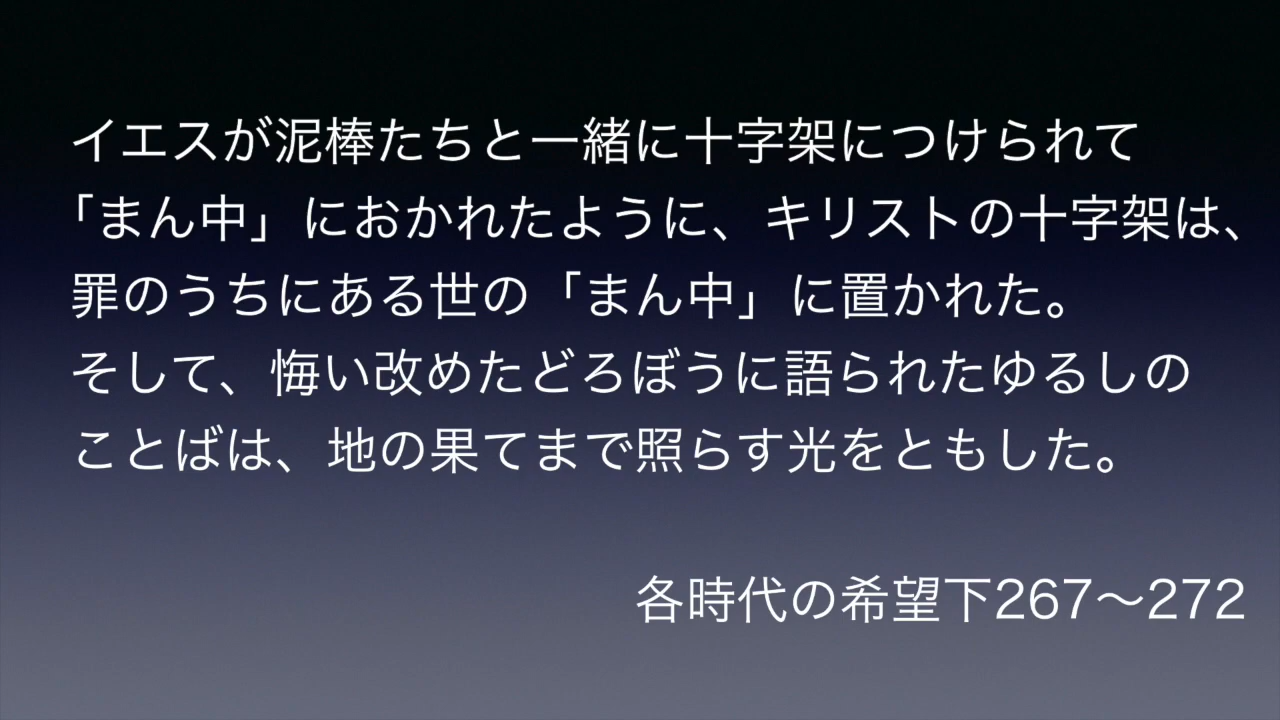 イエスが泥棒たちと一緒に十字架につけられて
「まん中」におかれたように、キリストの十字架は、
罪のうちにある世の「まん中」に置かれた。
そして、悔い改めたどろぼうに語られたゆるしの
ことばは、地の果てまで照らす光をともした。
各時代の希望下267〜272